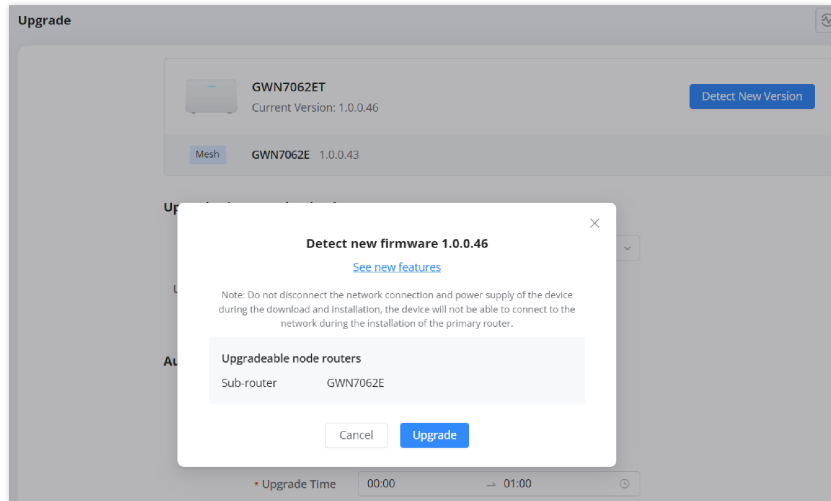 Upgrade
GWN7062ET
Current Version: 1.0.0.46
Detect New Version
Mesh GWN7062E 1.0.0.43
Detect new firmware 1.0.0.46
See new features
Note: Do not disconnect the network connection and power supply of the device
during the download and installation, the device will not be able to connect to the
network during the installation of the primary router.
Upgradeable node routers
Sub-router GWN7062E
Cancel Upgrade
* Upgrade Time 00:00 → 01:00